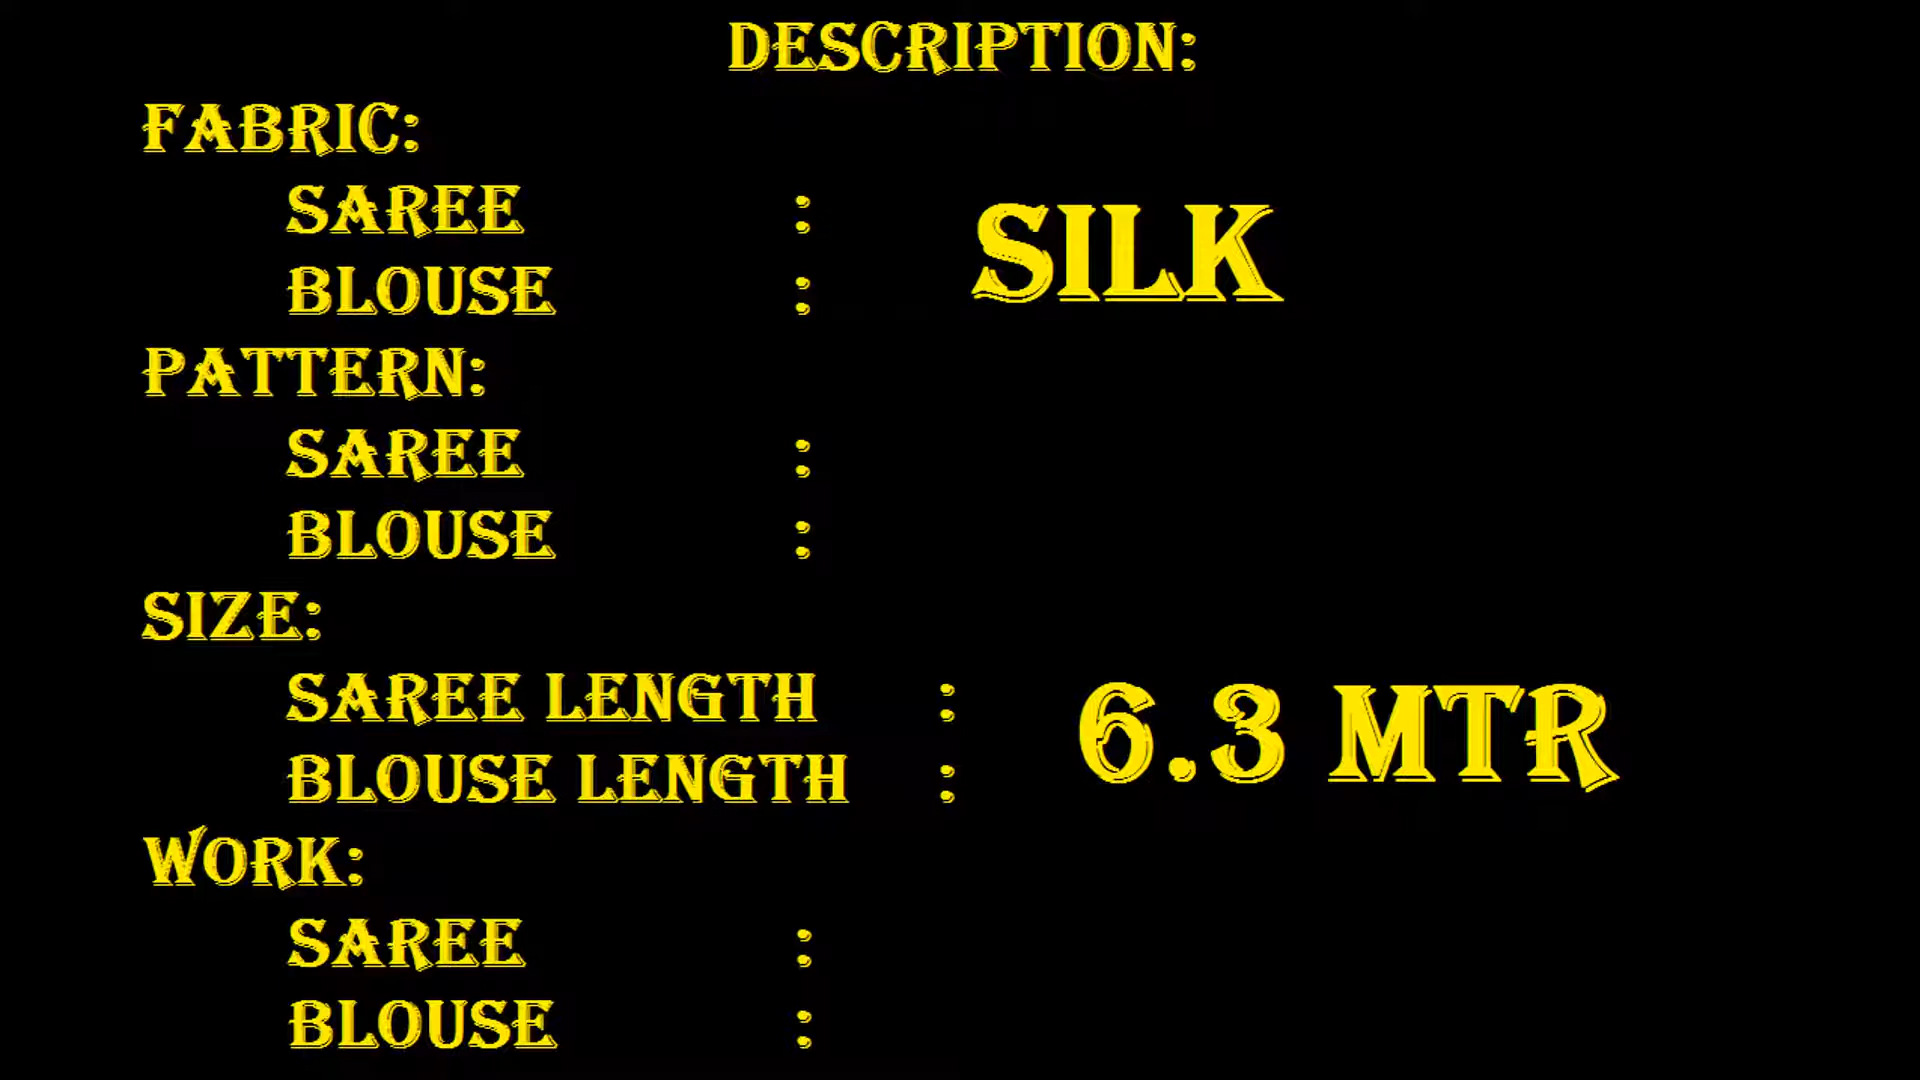 DESCRIPTION:
FABRIC:
SAREE :
SILK
BLOUSE :
PATTERN:
SAREE :
BLOUSE :
SIZE:
SAREE LENGTH :
6.3 MTR
BLOUSE LENGTH :
WORK:
SAREE :
BLOUSE :